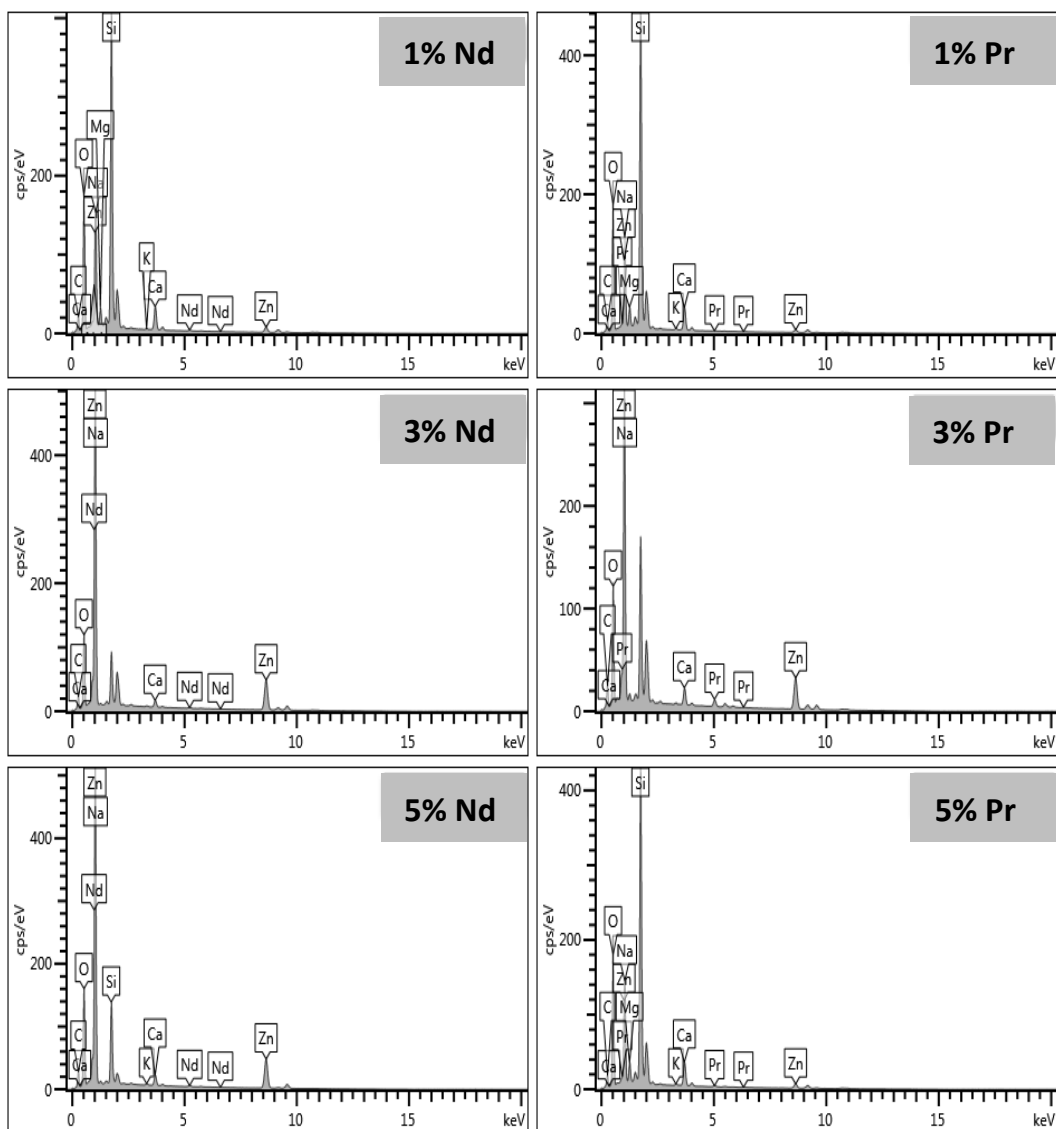 1% Nd
cps/eV
200
0
Si
Mg
O
Na
Zn
C
Ca
K
Ca
Nd
Nd
Zn
0 5 10 15 keV
1% Pr
cps/eV
400
200
0
Si
O
Na
Zn
Pr
C
Mg
Ca
K
Ca
Pr
Pr
Zn
0 5 10 15 keV
3% Nd
cps/eV
400
200
0
Zn
Na
Nd
O
C
Ca
Ca
Nd
Nd
Zn
0 5 10 15 keV
3% Pr
cps/eV
200
100
0
Zn
Na
O
C
Pr
Ca
Ca
Pr
Pr
Zn
0 5 10 15 keV
5% Nd
cps/eV
400
200
0
Zn
Na
Nd
O
Si
C
Ca
K
Ca
Nd
Nd
Zn
0 5 10 15 keV
5% Pr
cps/eV
400
200
0
Si
O
Na
Zn
C
Mg
Pr
Ca
K
Ca
Pr
Pr
Zn
0 5 10 15 keV